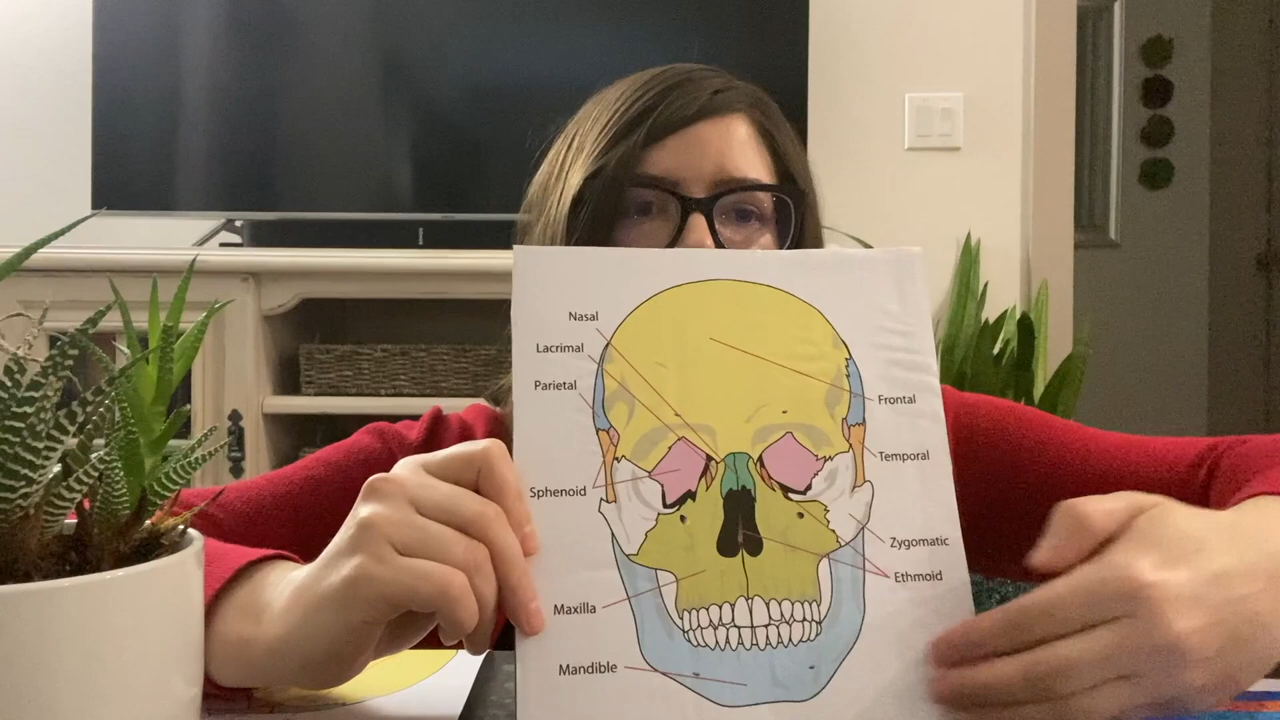 Nasal
Lacrimal
Parietal
Frontal
Temporal
Sphenoid
Zygomatic
Ethmoid
Maxilla
Mandible